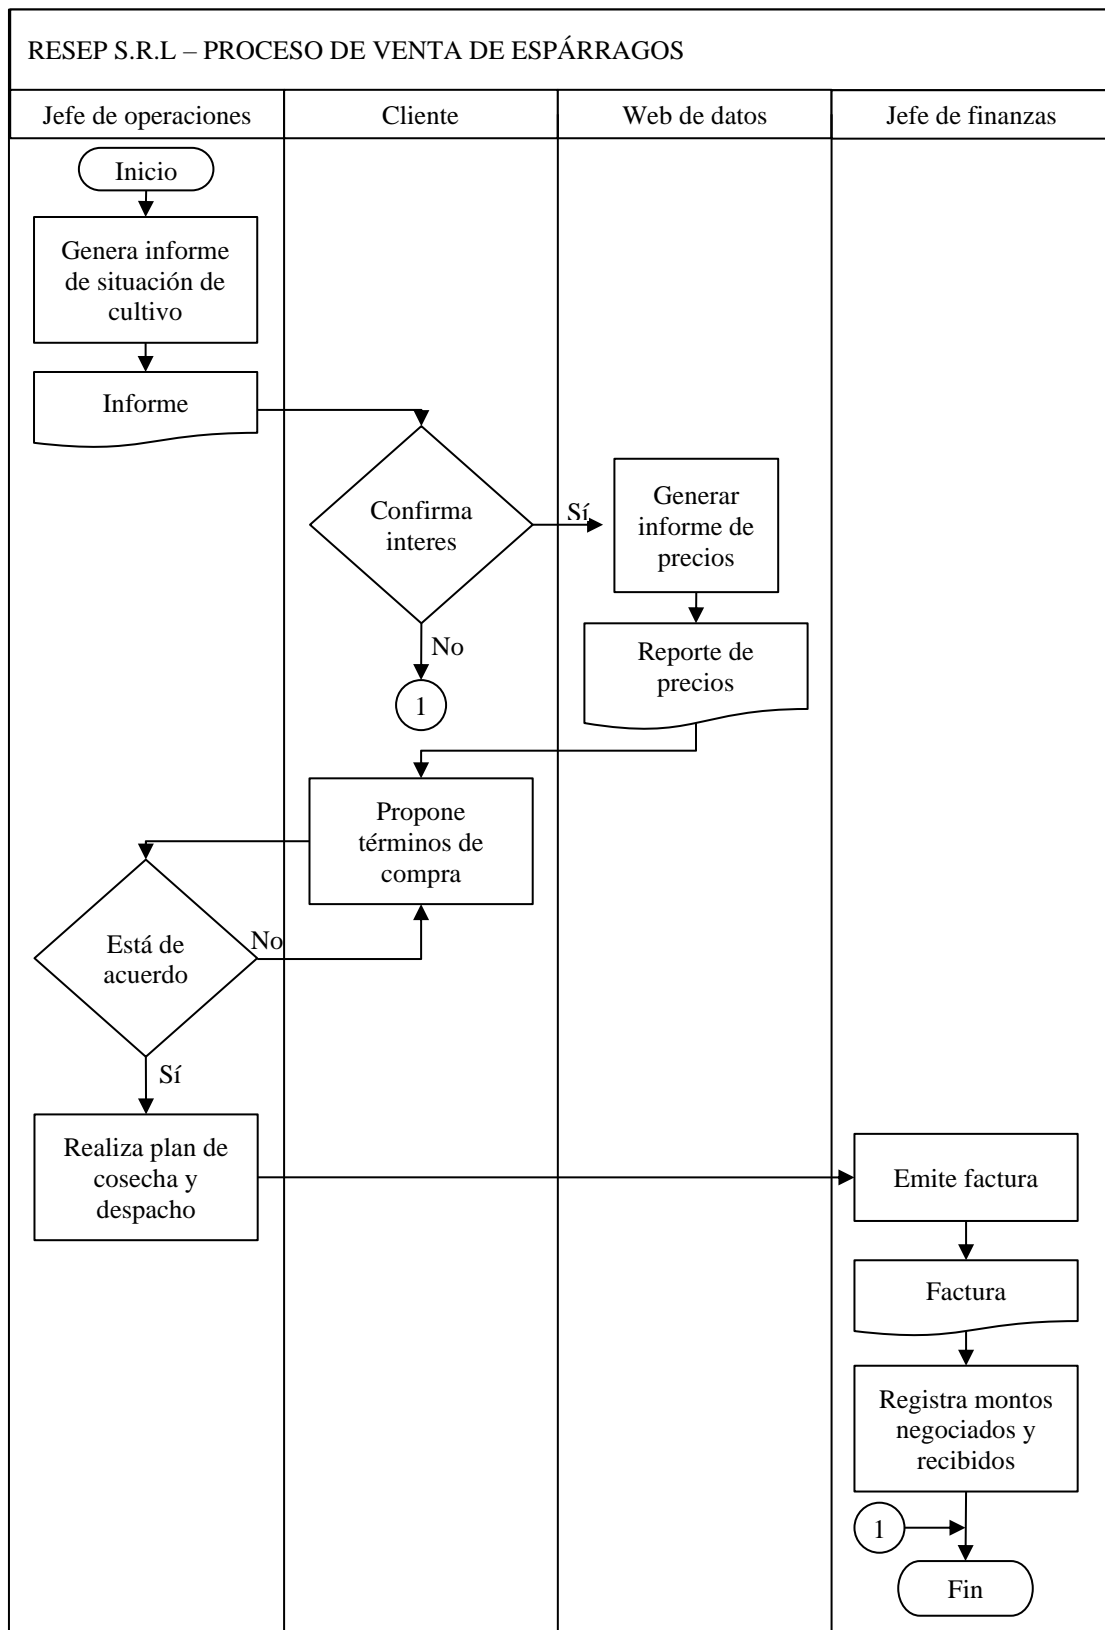 RESEP S.R.L – PROCESO DE VENTA DE ESPÁRRAGOS
Jefe de operaciones
Cliente
Web de datos
Jefe de finanzas
Inicio
Genera informe
de situación de
cultivo
Informe
Confirma
interes
Sí
Generar
informe de
precios
No
1
Reporte de
precios
Propone
términos de
compra
Está de
acuerdo
No
Sí
Realiza plan de
cosecha y
despacho
Emite factura
Factura
Registra montos
negociados y
recibidos
1
Fin